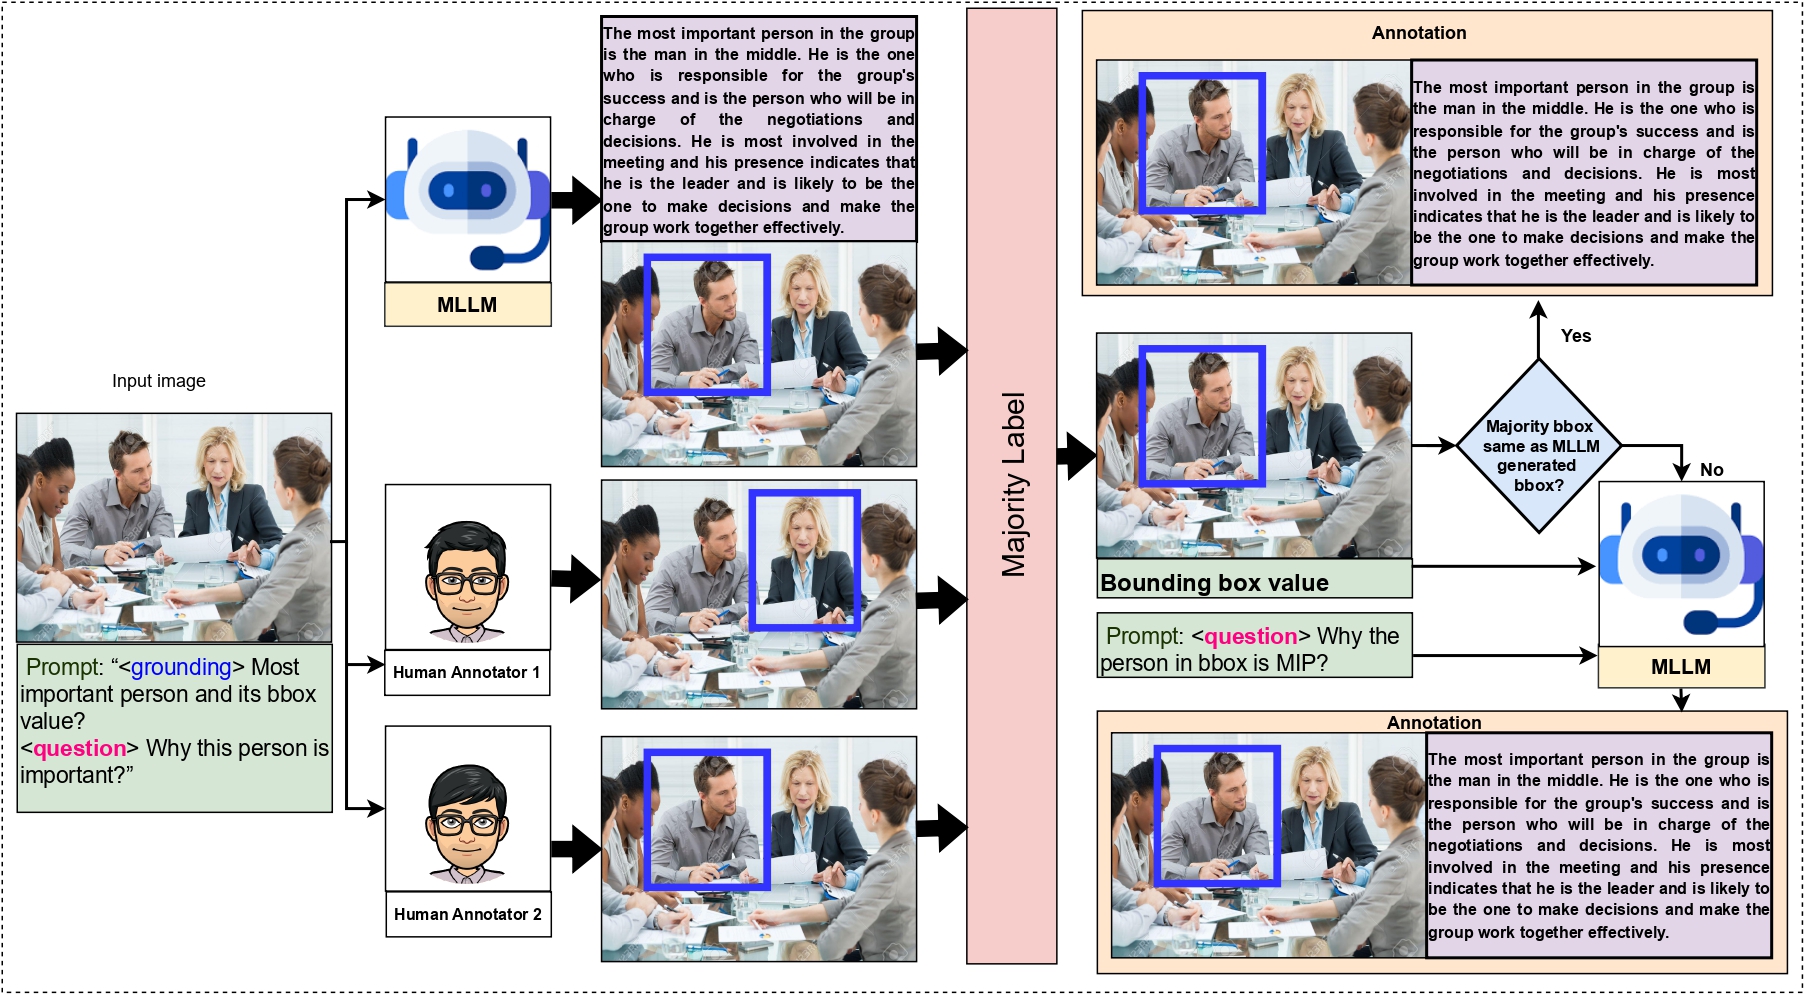 Input image
Prompt: “<grounding> Most
important person and its bbox
value?
<question> Why this person is
important?”
MLLM
Human Annotator 1
Human Annotator 2
The most important person in the group
is the man in the middle. He is the one
who is responsible for the group's
success and is the person who will be in
charge of the negotiations and
decisions. He is most involved in the
meeting and his presence indicates that
he is the leader and is likely to be the
one to make decisions and make the
group work together effectively.
Majority Label
Annotation
The most important person in the group is
the man in the middle. He is the one who is
responsible for the group's success and is
the person who will be in charge of the
negotiations and decisions. He is most
involved in the meeting and his presence
indicates that he is the leader and is likely to
be the one to make decisions and make the
group work together effectively.
Yes
Majority bbox
same as MLLM
generated
bbox?
No
Bounding box value
Prompt: <question> Why the
person in bbox is MIP?
MLLM
Annotation
The most important person in the group is
the man in the middle. He is the one who is
responsible for the group's success and is
the person who will be in charge of the
negotiations and decisions. He is most
involved in the meeting and his presence
indicates that he is the leader and is likely to
be the one to make decisions and make the
group work together effectively.